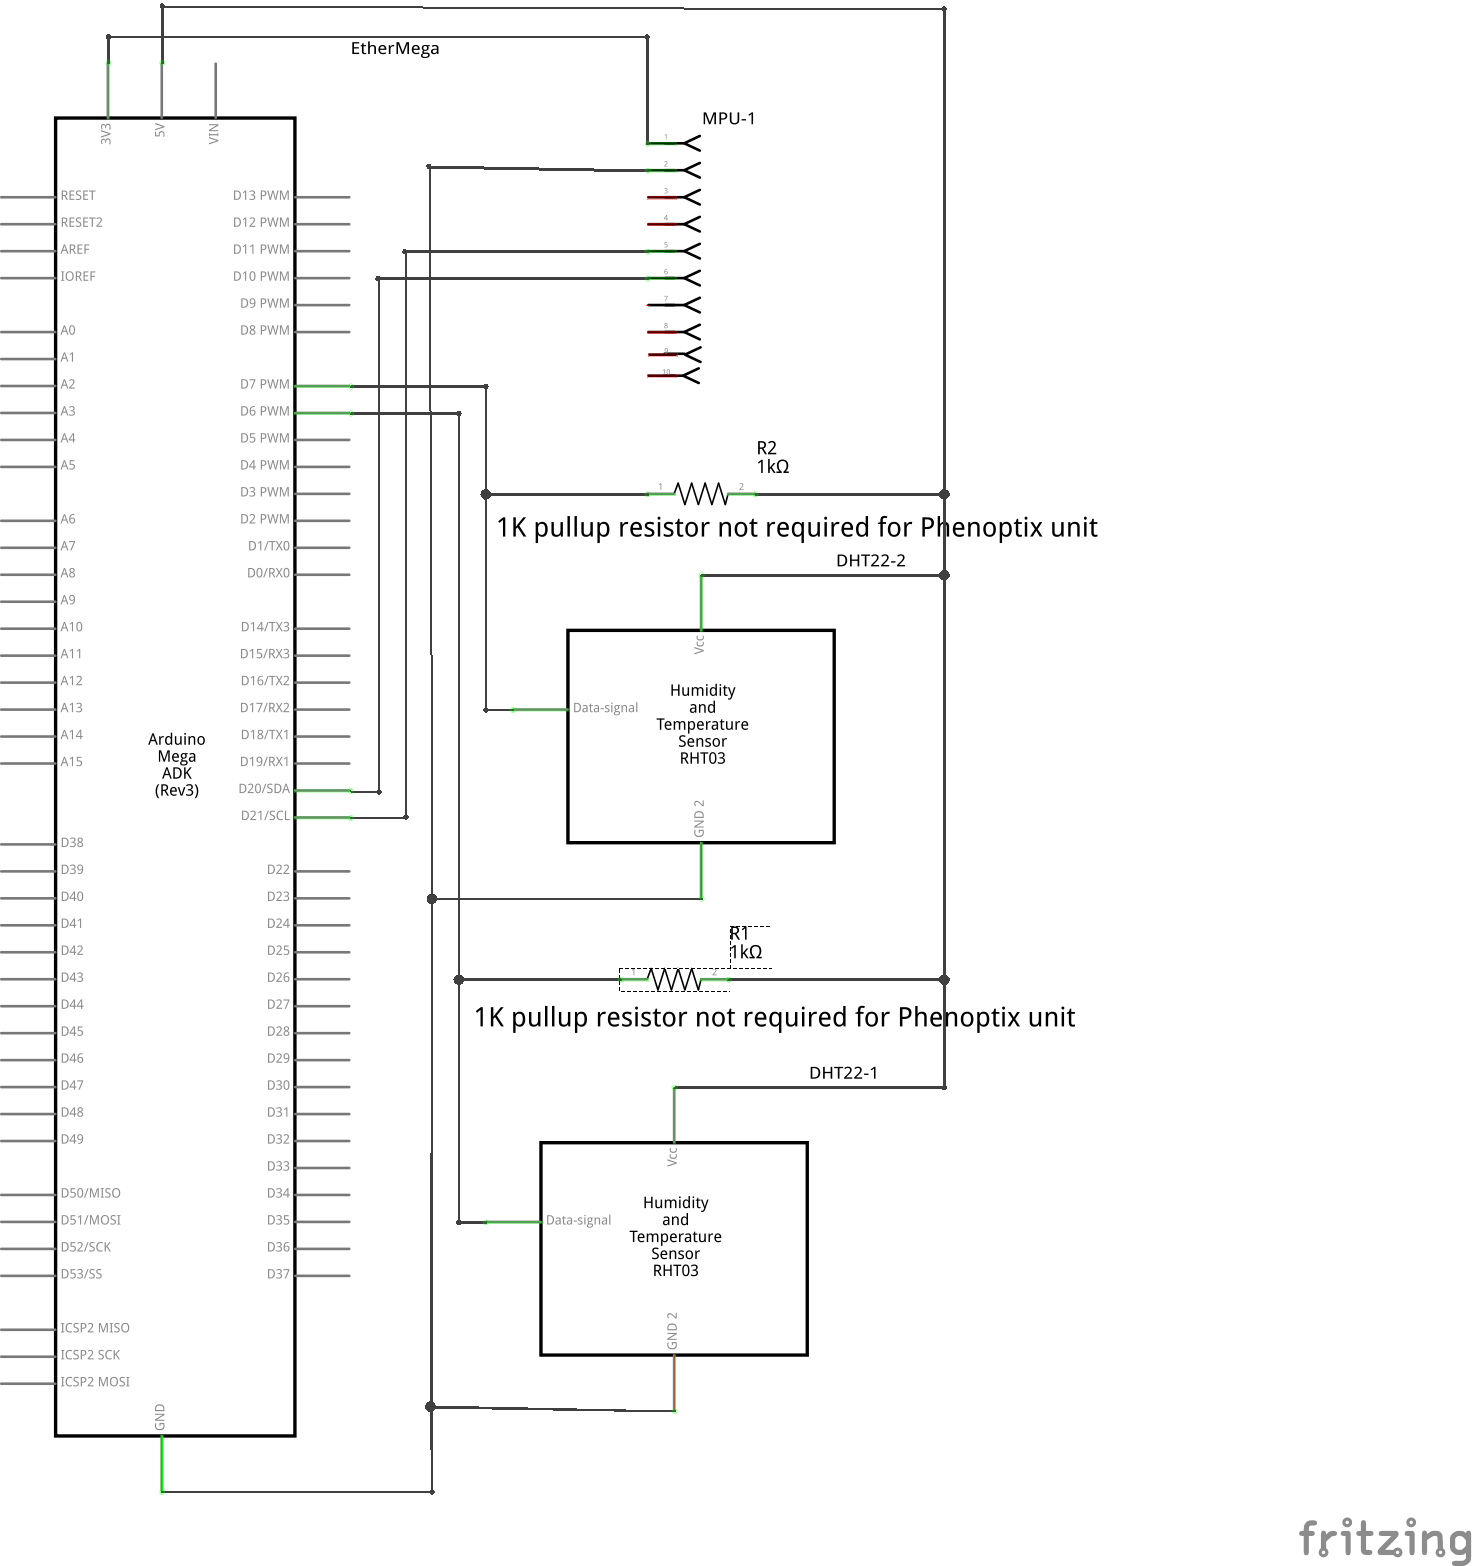 EtherMega
MPU-1
3V3
5V
VIN
1
2
3
4
5
6
7
8
9
10
RESET
D13 PWM
RESET2
D12 PWM
AREF
D11 PWM
IOREF
D10 PWM
D9 PWM
A0
D8 PWM
A1
A2
D7 PWM
A3
D6 PWM
A4
D5 PWM
A5
D4 PWM
D3 PWM
A6
D2 PWM
A7
D1/TX0
A8
D0/RX0
A9
A10
D14/TX3
A11
D15/RX3
A12
D16/TX2
A13
D17/RX2
A14
D18/TX1
A15
D19/RX1
Arduino
Mega
ADK
(Rev3)
D20/SDA
D21/SCL
D38
D39
D22
D40
D23
D41
D24
D42
D25
D43
D26
D44
D27
D45
D28
D46
D29
D47
D30
D48
D31
D49
D32
D33
D50/MISO
D34
D51/MOSI
D35
D52/SCK
D36
D53/SS
D37
ICSP2 MISO
ICSP2 SCK
ICSP2 MOSI
GND
R2
1kΩ
1
2
1K pullup resistor not required for Phenoptix unit
DHT22-2
Vcc
Humidity
and
Temperature
Sensor
RHT03
Data-signal
GND 2
R1
1kΩ
1
2
1K pullup resistor not required for Phenoptix unit
DHT22-1
Vcc
Humidity
and
Temperature
Sensor
RHT03
Data-signal
GND 2
fritzing